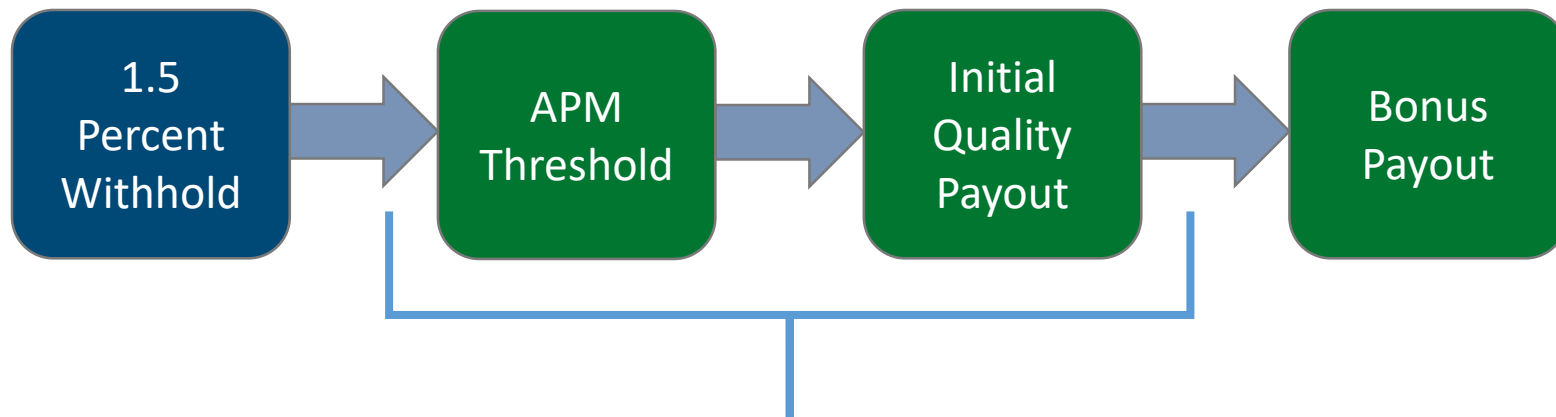 1.5
Percent
Withhold
APM
Threshold
Initial
Quality
Payout
Bonus
Payout